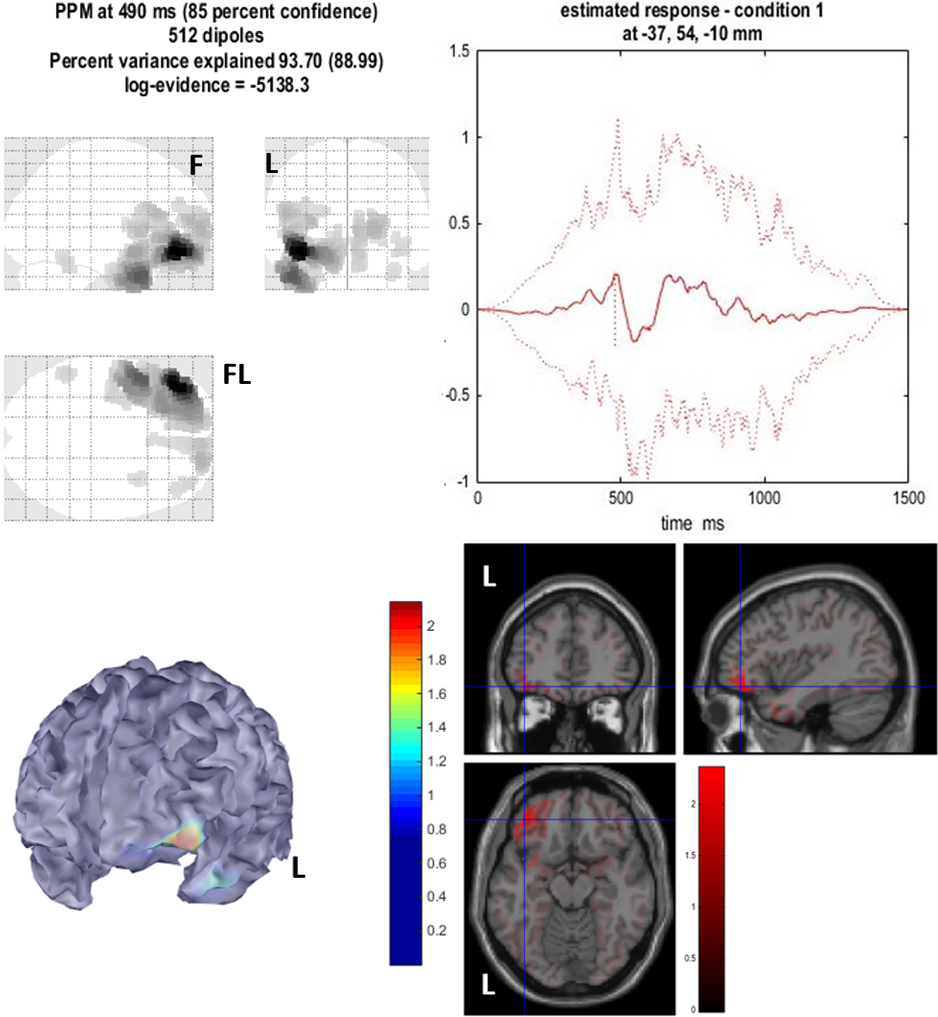 PPM at 490 ms (85 percent confidence)
512 dipoles
Percent variance explained 93.70 (88.99)
log-evidence = -5138.3
F
L
FL
estimated response - condition 1
at -37, 54, -10 mm
1.5
1
0.5
0
-0.5
-1
0
500
1000
1500
time ms
L
2
1.8
1.6
1.4
1.2
1
0.8
0.6
0.4
0.2
L
L
2
1.5
1
0.5
0